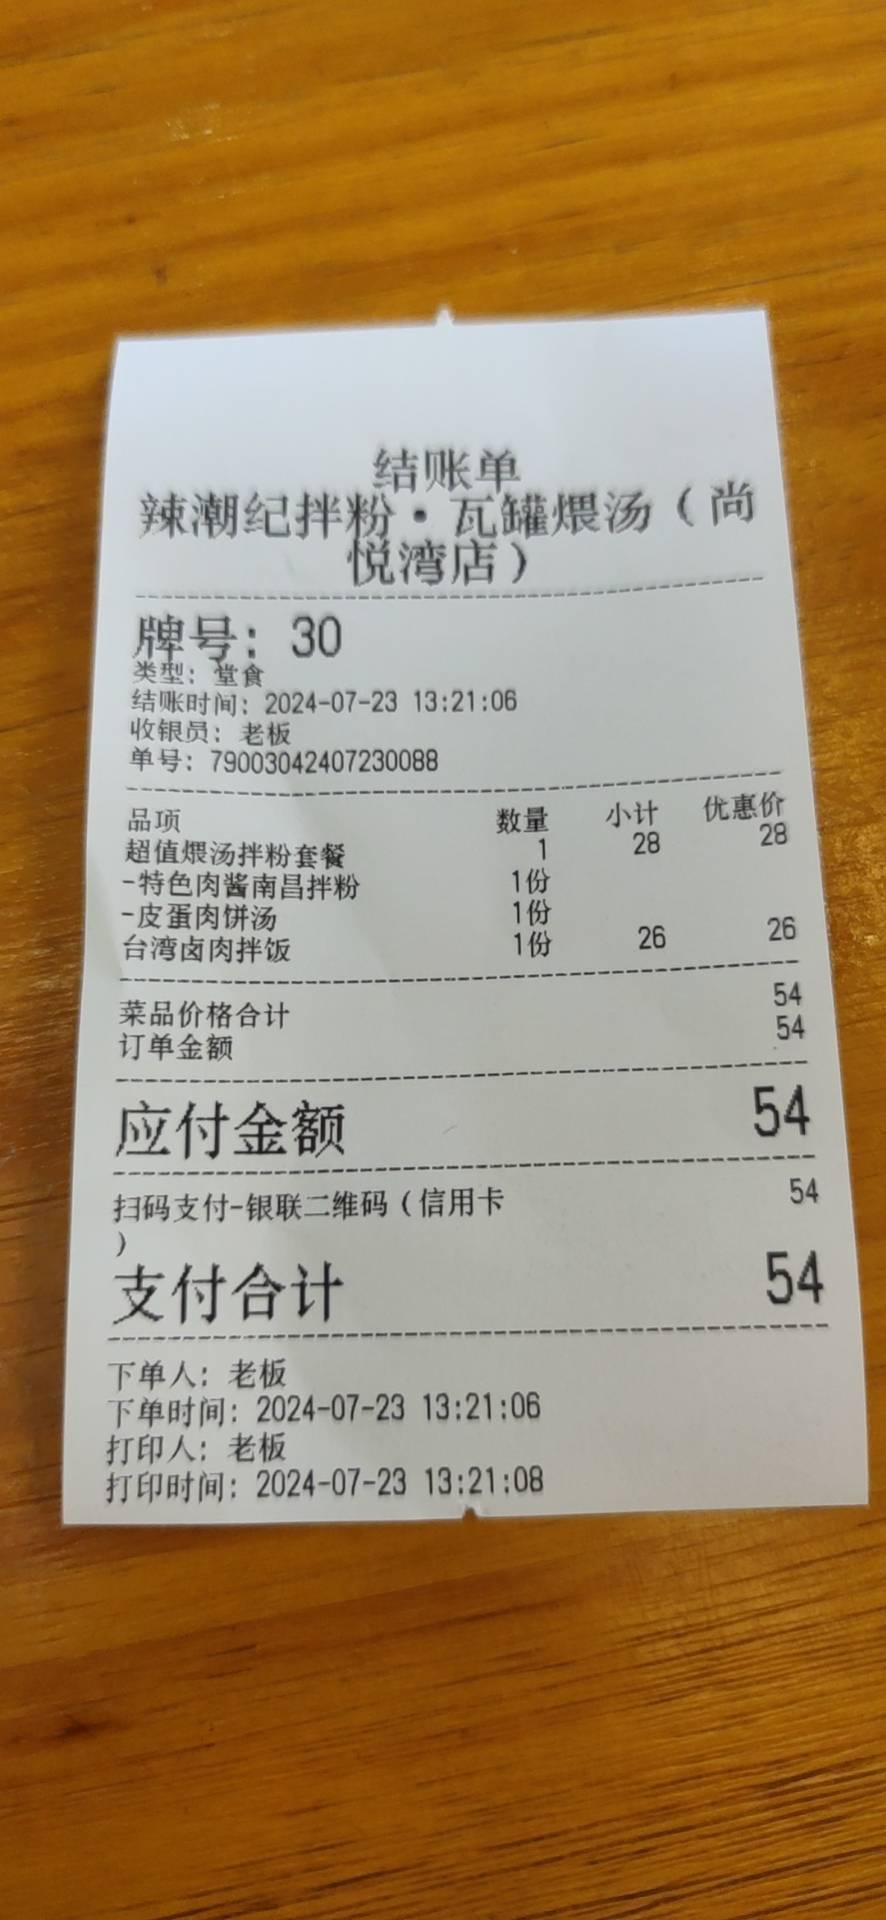 结账单
辣潮纪拌粉·瓦罐煨汤（尚
悦湾店）
牌号：30
类型：堂食
结账时间：2024-07-23 13:21:06
收银员：老板
单号：79003042407230088
品项 数量 小计 优惠价
超值煨汤拌粉套餐 1 28 28
-特色肉酱南昌拌粉 1份
-皮蛋肉饼汤 1份
台湾卤肉拌饭 1份 26 26
菜品价格合计 54
订单金额 54
应付金额 54
扫码支付-银联二维码（信用卡 54
）
支付合计 54
下单人：老板
下单时间：2024-07-23 13:21:06
打印人：老板
打印时间：2024-07-23 13:21:08